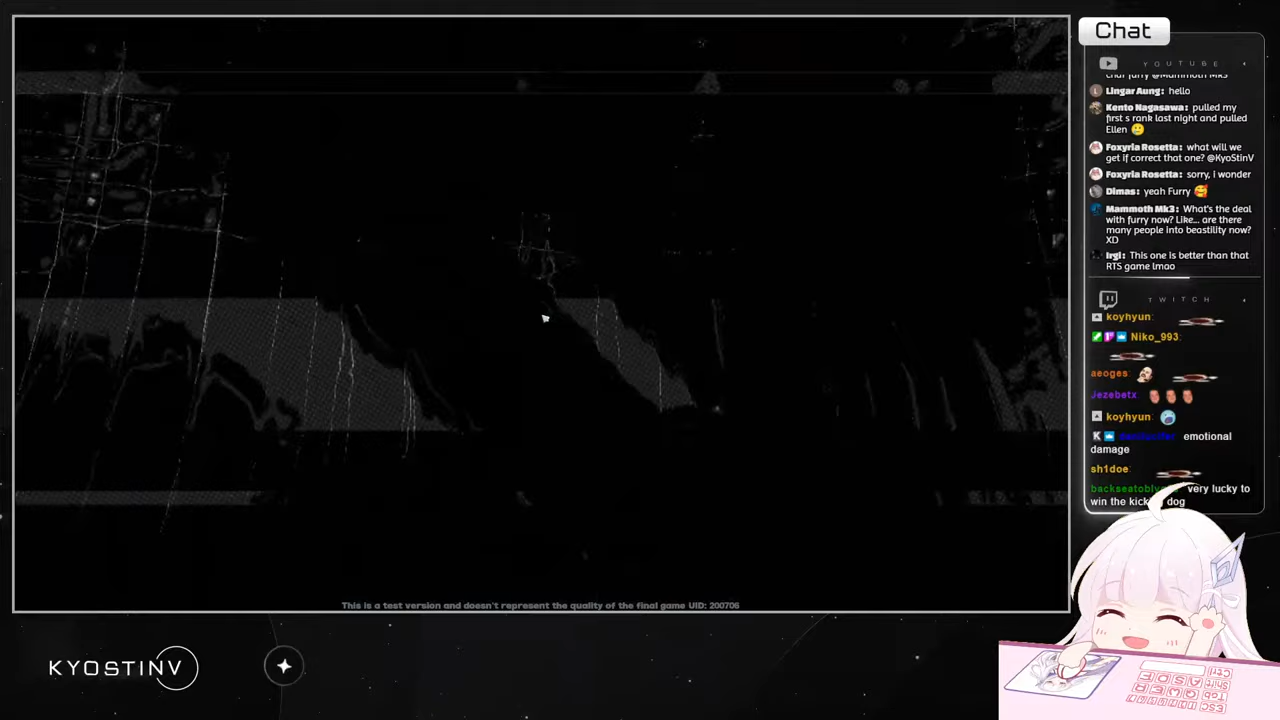 Chat
YOUTUBE
Lingar Aung: hello
Kento Nagasawa: pulled my
first s rank last night and pulled
Ellen
Foxyria Rosetta: what will we
get if correct that one? @KyoStinV
Foxyria Rosetta: sorry, i wonder
Dimas: yeah Furry
Mammoth Mk3: What's the deal
with furry now? Like... are there
many people into beastility now?
XD
Irgi: This one is better than that
RTS game lmao
TWITCH
koyhyun:
Niko_993:
aeoges:
Jezebetx:
koyhyun:
emotional
damage
sh1doe:
very lucky to
dog
This is a test version and doesn't represent the quality of the final game UID: 200706
KYOSTINV